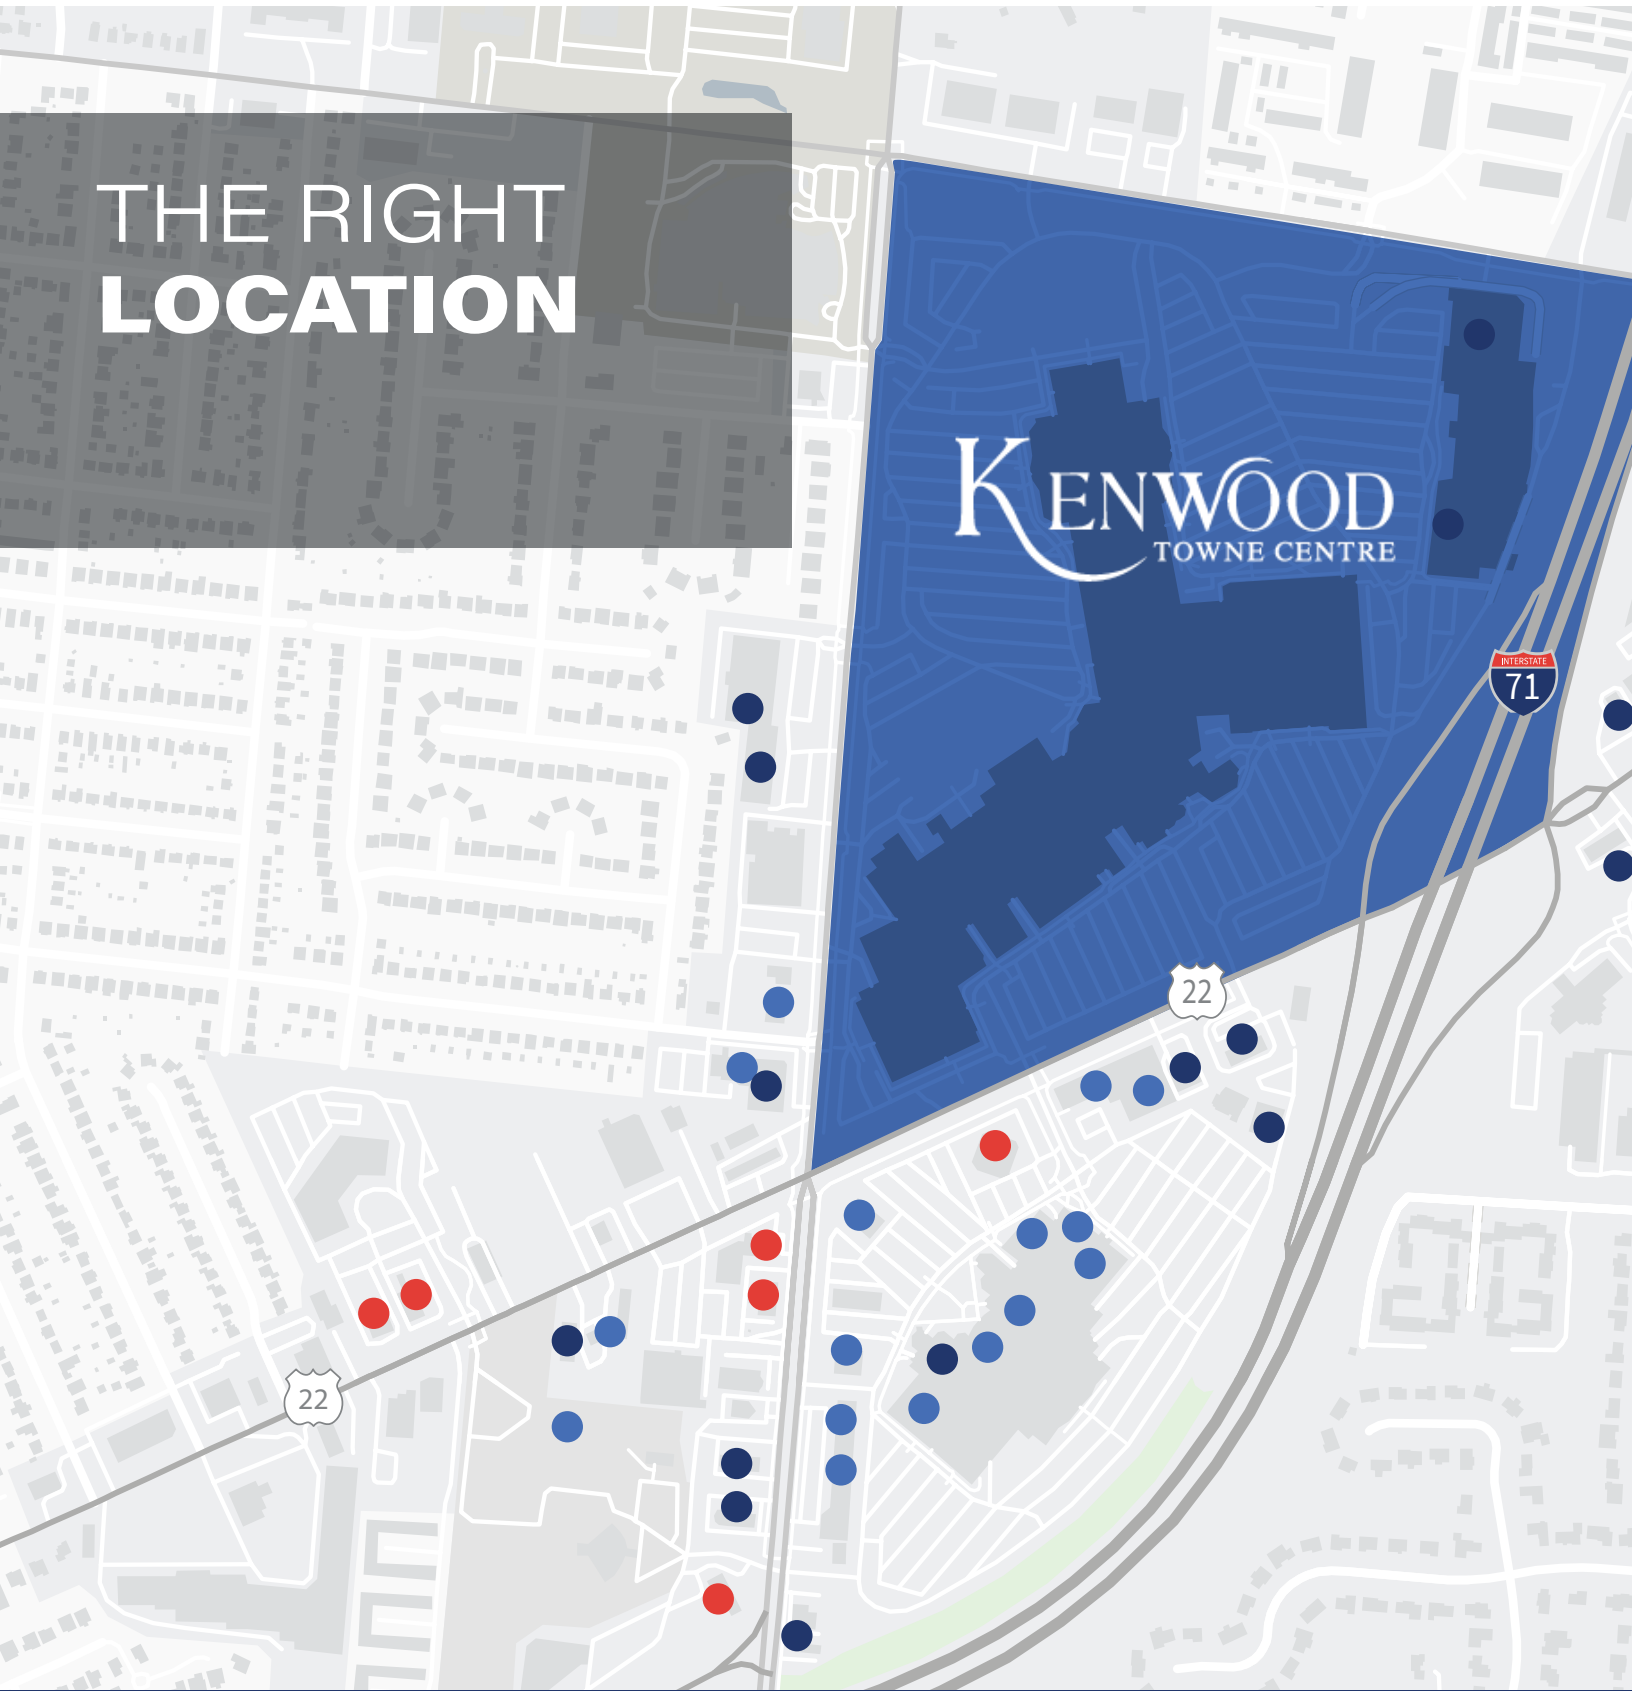 THE RIGHT
LOCATION
KENWOOD
TOWNE CENTRE
INTERSTATE
71
22
22